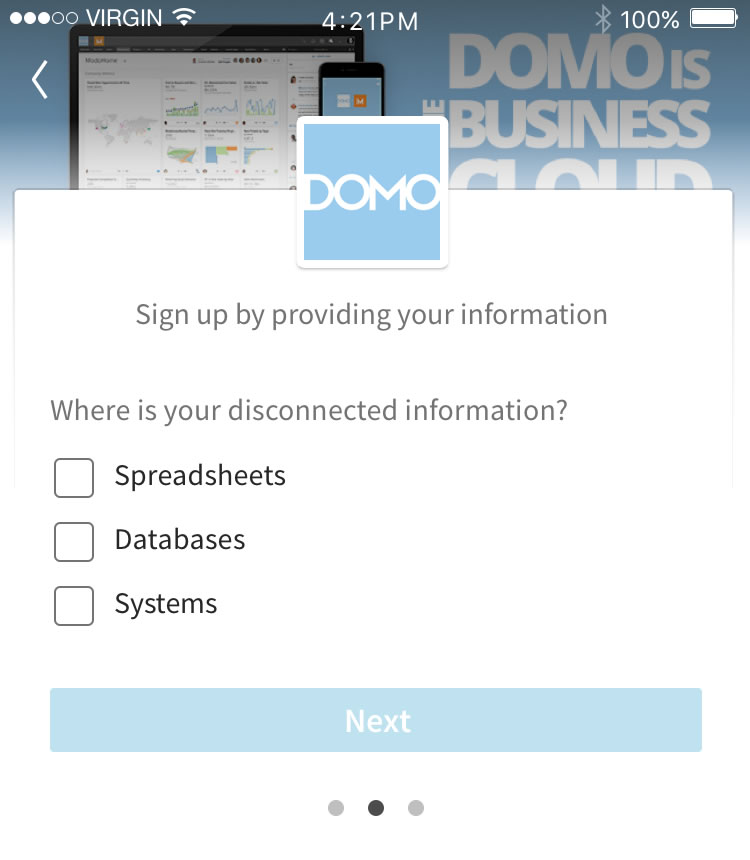 VIRGIN 4:21PM 100%
DOMO IS
THE BUSINESS
CLOUD
DOMO
Sign up by providing your information
Where is your disconnected information?
Spreadsheets
Databases
Systems
Next